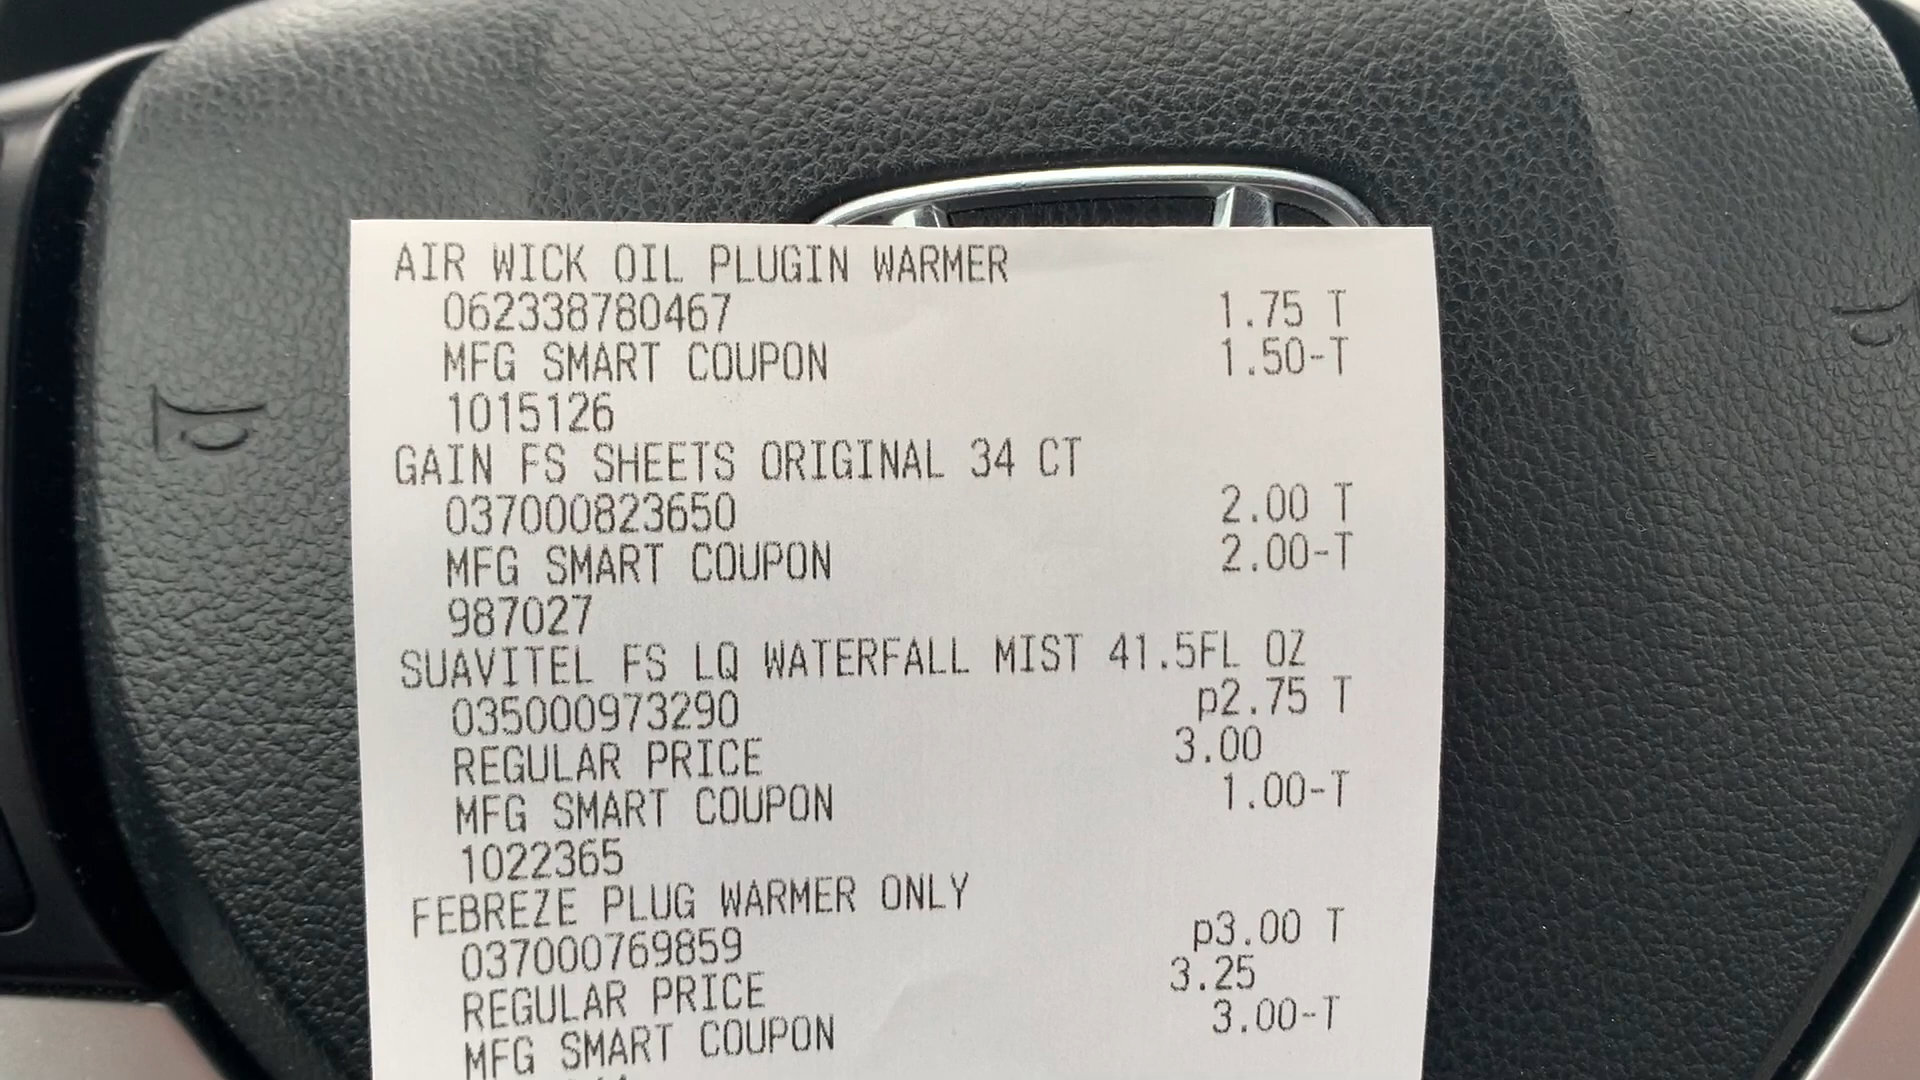 AIR WICK OIL PLUGIN WARMER
062338780467 1.75 T
MFG SMART COUPON 1.50-T
1015126
GAIN FS SHEETS ORIGINAL 34 CT
037000823650 2.00 T
MFG SMART COUPON 2.00-T
987027
SUAVITEL FS LQ WATERFALL MIST 41.5FL OZ
035000973290 p2.75 T
REGULAR PRICE 3.00
MFG SMART COUPON 1.00-T
1022365
FEBREZE PLUG WARMER ONLY
037000769859 p3.00 T
REGULAR PRICE 3.25
MFG SMART COUPON 3.00-T